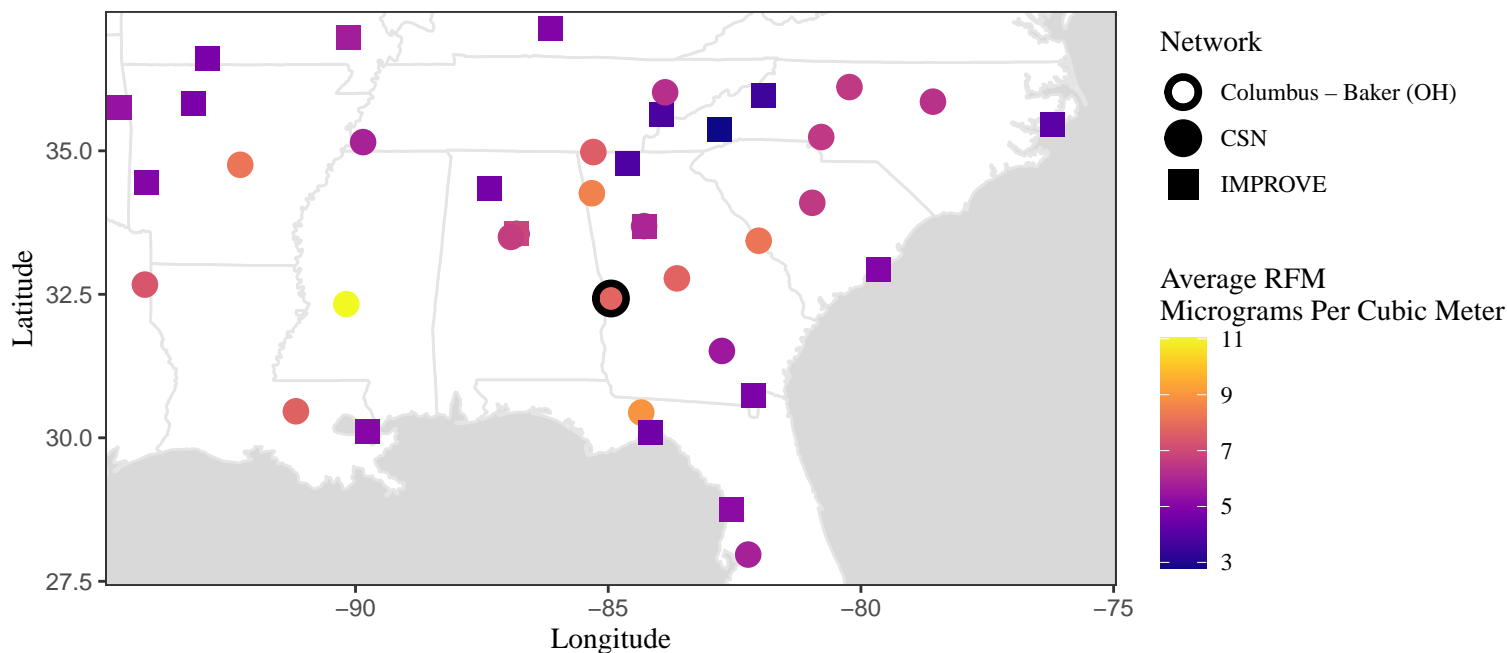 35.0
32.5
30.0
27.5
Latitude
−90
−85
−80
−75
Longitude
Network
Columbus – Baker (OH)
CSN
IMPROVE
Average RFM
Micrograms Per Cubic Meter
11
9
7
5
3